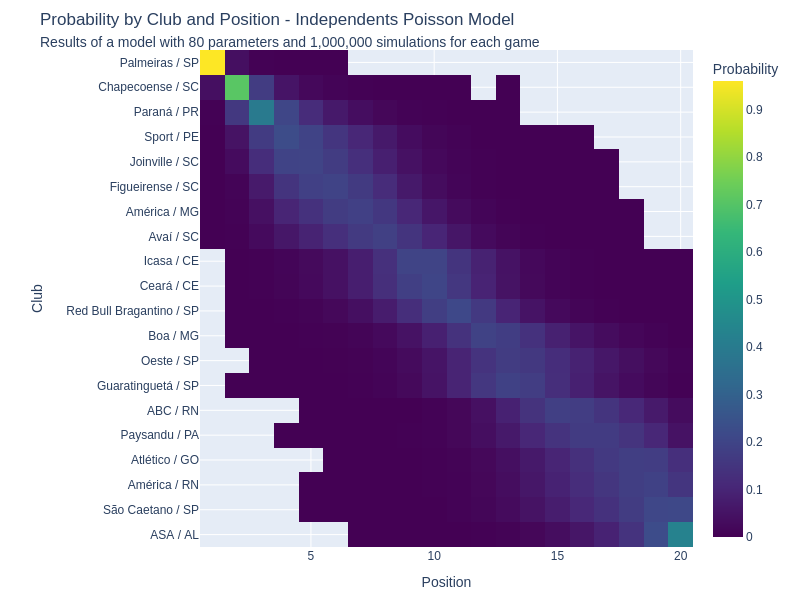 Probability by Club and Position - Independents Poisson Model
Results of a model with 80 parameters and 1,000,000 simulations for each game
Palmeiras / SP
Chapecoense / SC
Paraná / PR
Sport / PE
Joinville / SC
Figueirense / SC
América / MG
Avaí / SC
Icasa / CE
Ceará / CE
Red Bull Bragantino / SP
Boa / MG
Oeste / SP
Guaratinguetá / SP
ABC / RN
Paysandu / PA
Atlético / GO
América / RN
São Caetano / SP
ASA / AL
Club
5
10
15
20
Position
Probability
0.9
0.8
0.7
0.6
0.5
0.4
0.3
0.2
0.1
0